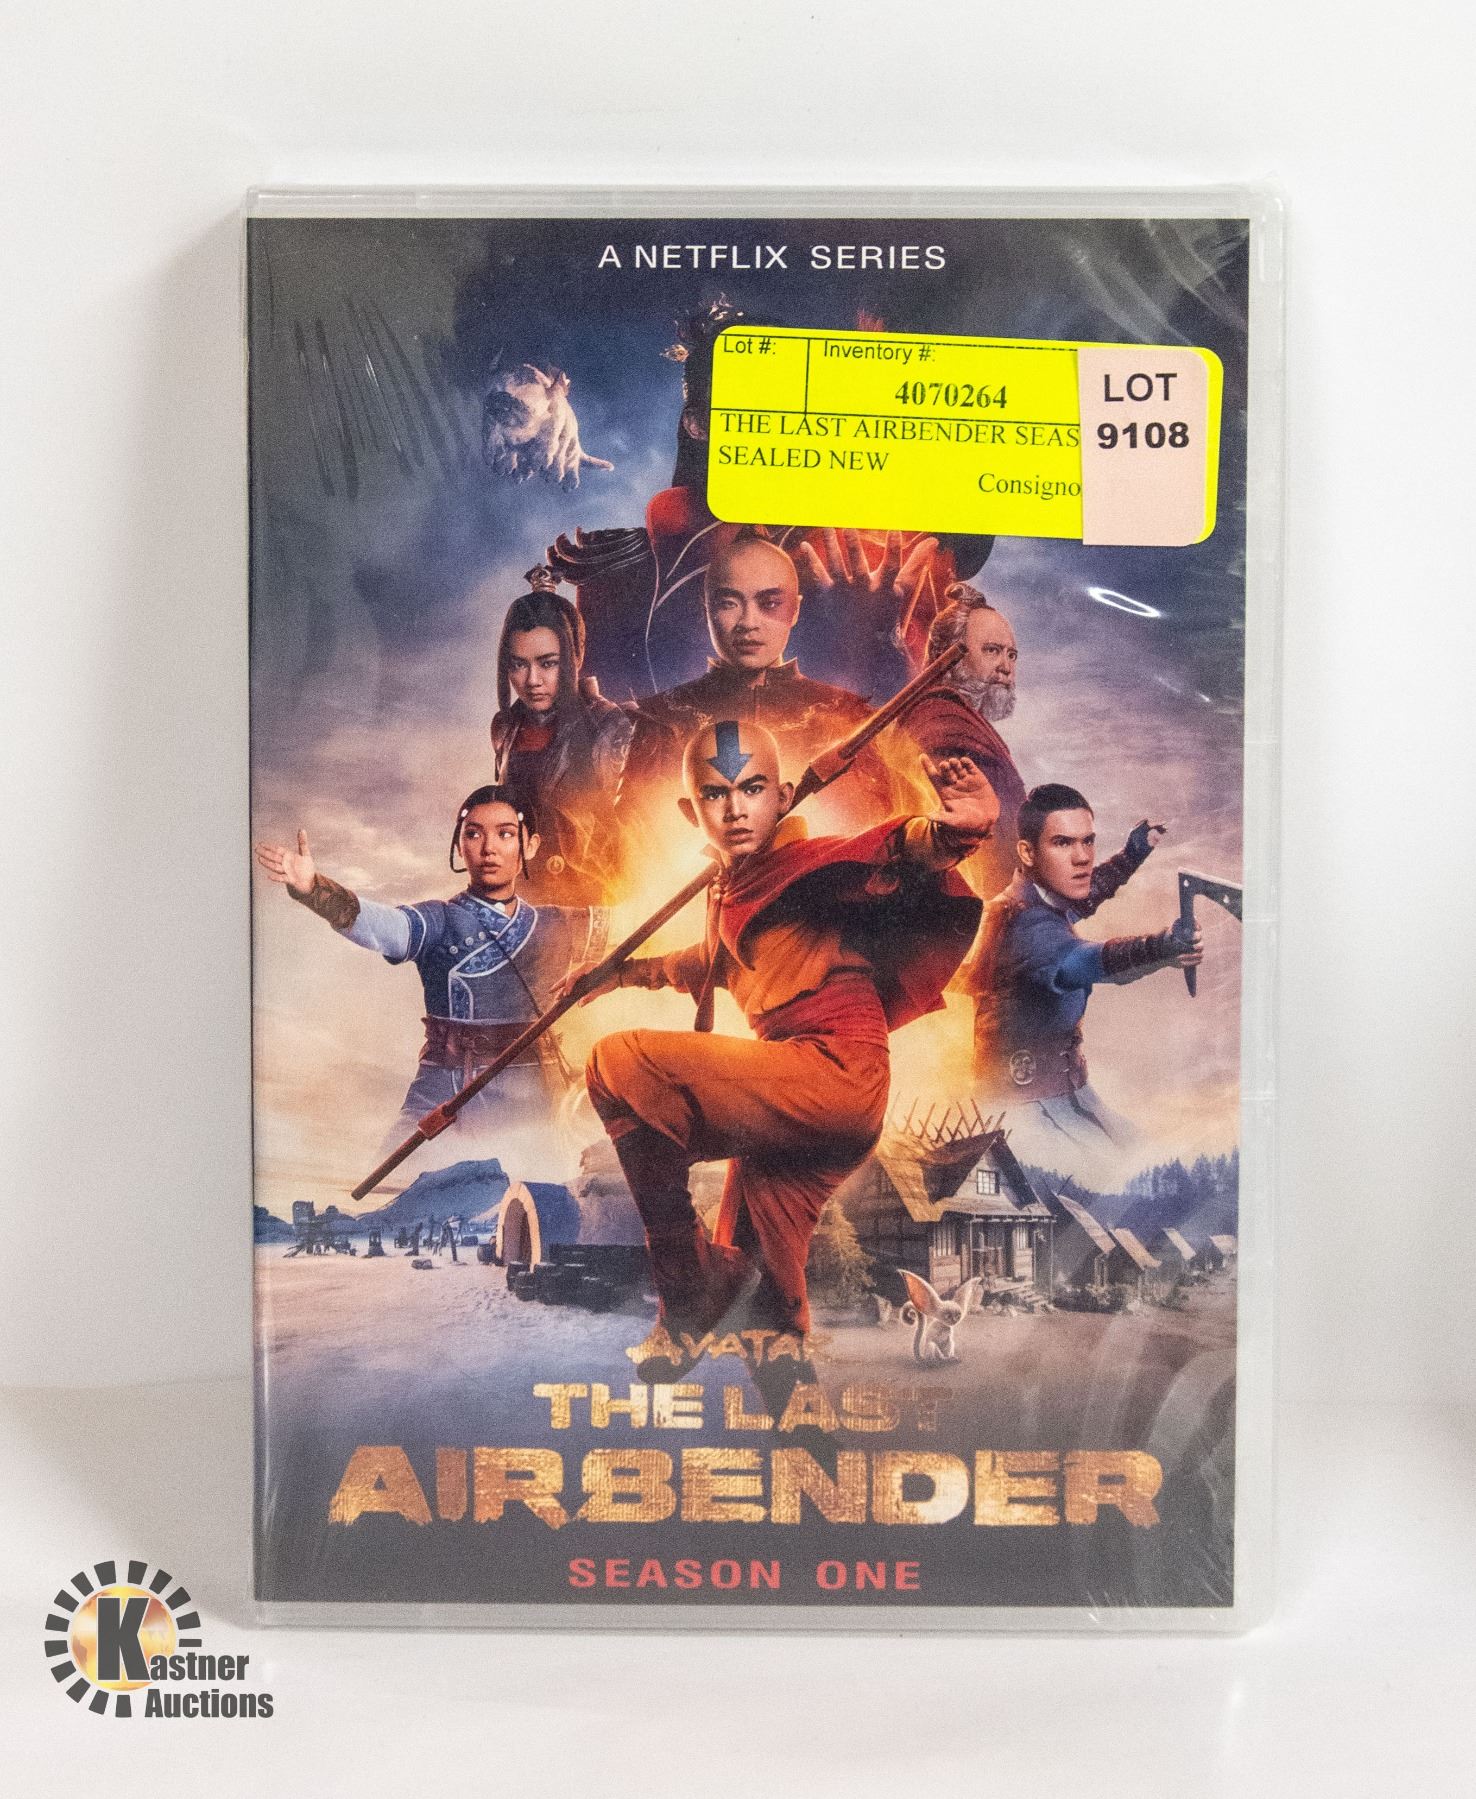 A NETFLIX SERIES
Lot #: Inventory #:
4070264
LOT
9108
THE LAST AIRBENDER SEAS
SEALED NEW
Consigno
AVATAR
THE LAST
AIRBENDER
SEASON ONE
Kastner
Auctions